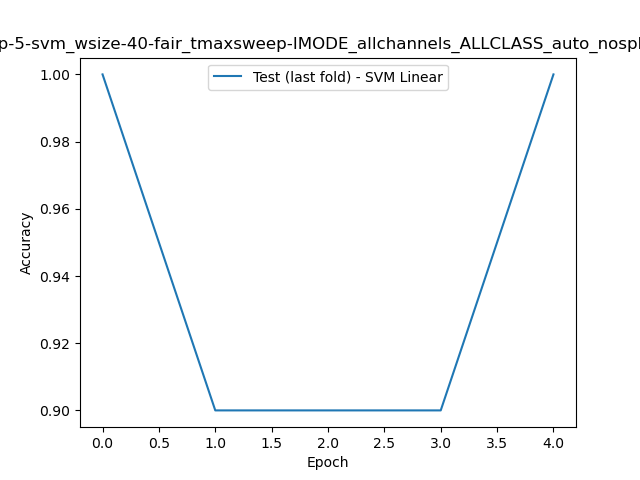 p-5-svm_wsize-40-fair_tmaxsweep-IMODE_allchannels_ALLCLASS_auto_nospl
Test (last fold) - SVM Linear
1.00
0.98
0.96
0.94
0.92
0.90
Accuracy
0.0 0.5 1.0 1.5 2.0 2.5 3.0 3.5 4.0
Epoch